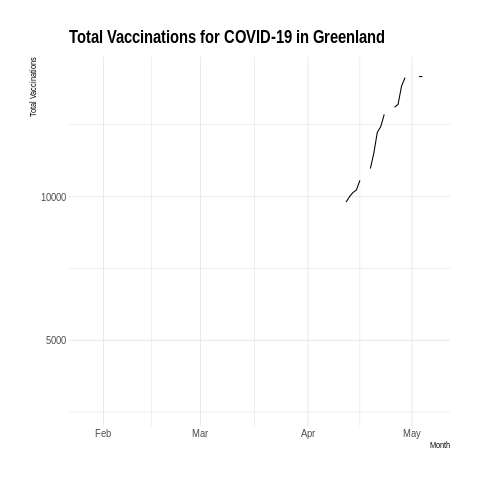 Total Vaccinations for COVID-19 in Greenland
Total Vaccinations
10000
5000
Feb Mar Apr May
Month